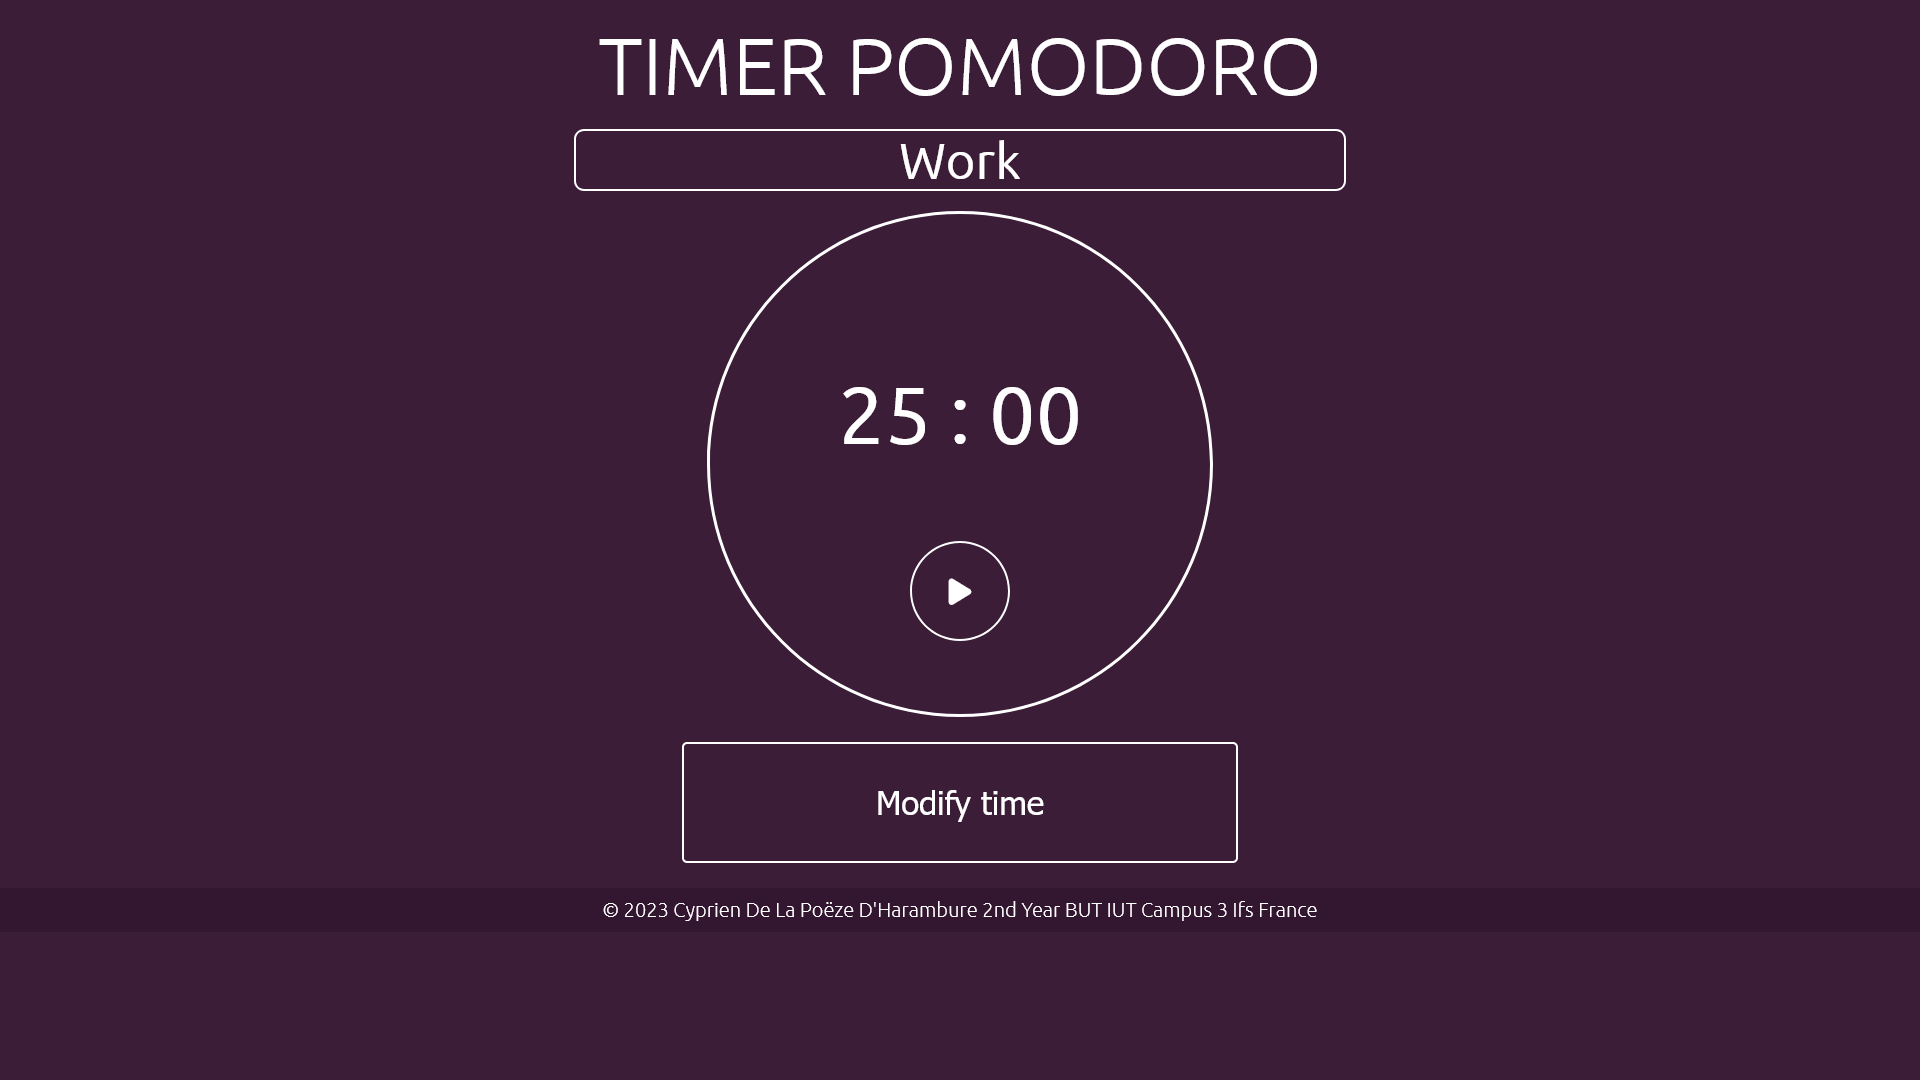 TIMER POMODORO
Work
25 : 00
Modify time
© 2023 Cyprien De La Poëze D'Harambure 2nd Year BUT IUT Campus 3 Ifs France